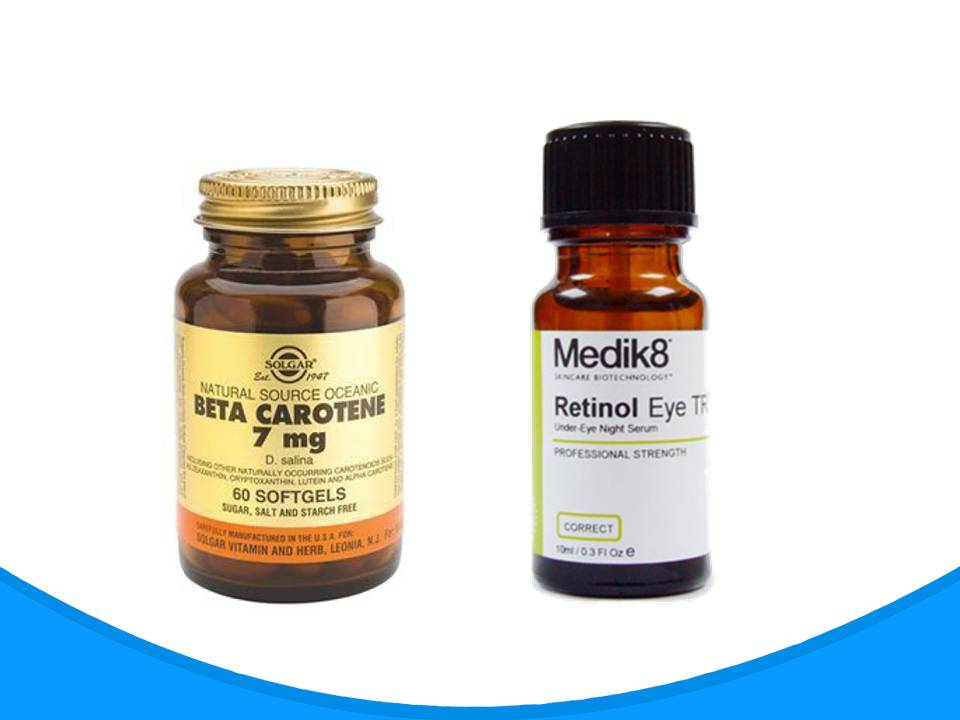 SOLGAR®
Est. 1947
NATURAL SOURCE OCEANIC
BETA CAROTENE
7 mg
D. salina
INCLUDING OTHER NATURALLY OCCURRING CAROTENOIDS SUCH
AS ZEAXANTHIN, CRYPTOXANTHIN, LUTEIN AND ALPHA CAROTENE
60 SOFTGELS
SUGAR, SALT AND STARCH FREE
CAREFULLY MANUFACTURED IN THE U.S.A. FOR:
SOLGAR VITAMIN AND HERB, LEONIA, N.J.
Medik8™
SKINCARE BIOTECHNOLOGY™
Retinol Eye TR
Under-Eye Night Serum
PROFESSIONAL STRENGTH
CORRECT
10ml / 0.3 Fl Oz e